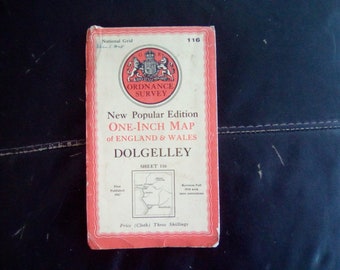 National Grid 116
ORDNANCE
SURVEY
New Popular Edition
ONE-INCH MAP
of ENGLAND & WALES
DOLGELLEY
SHEET 116
Price (Cloth) Three Shillings